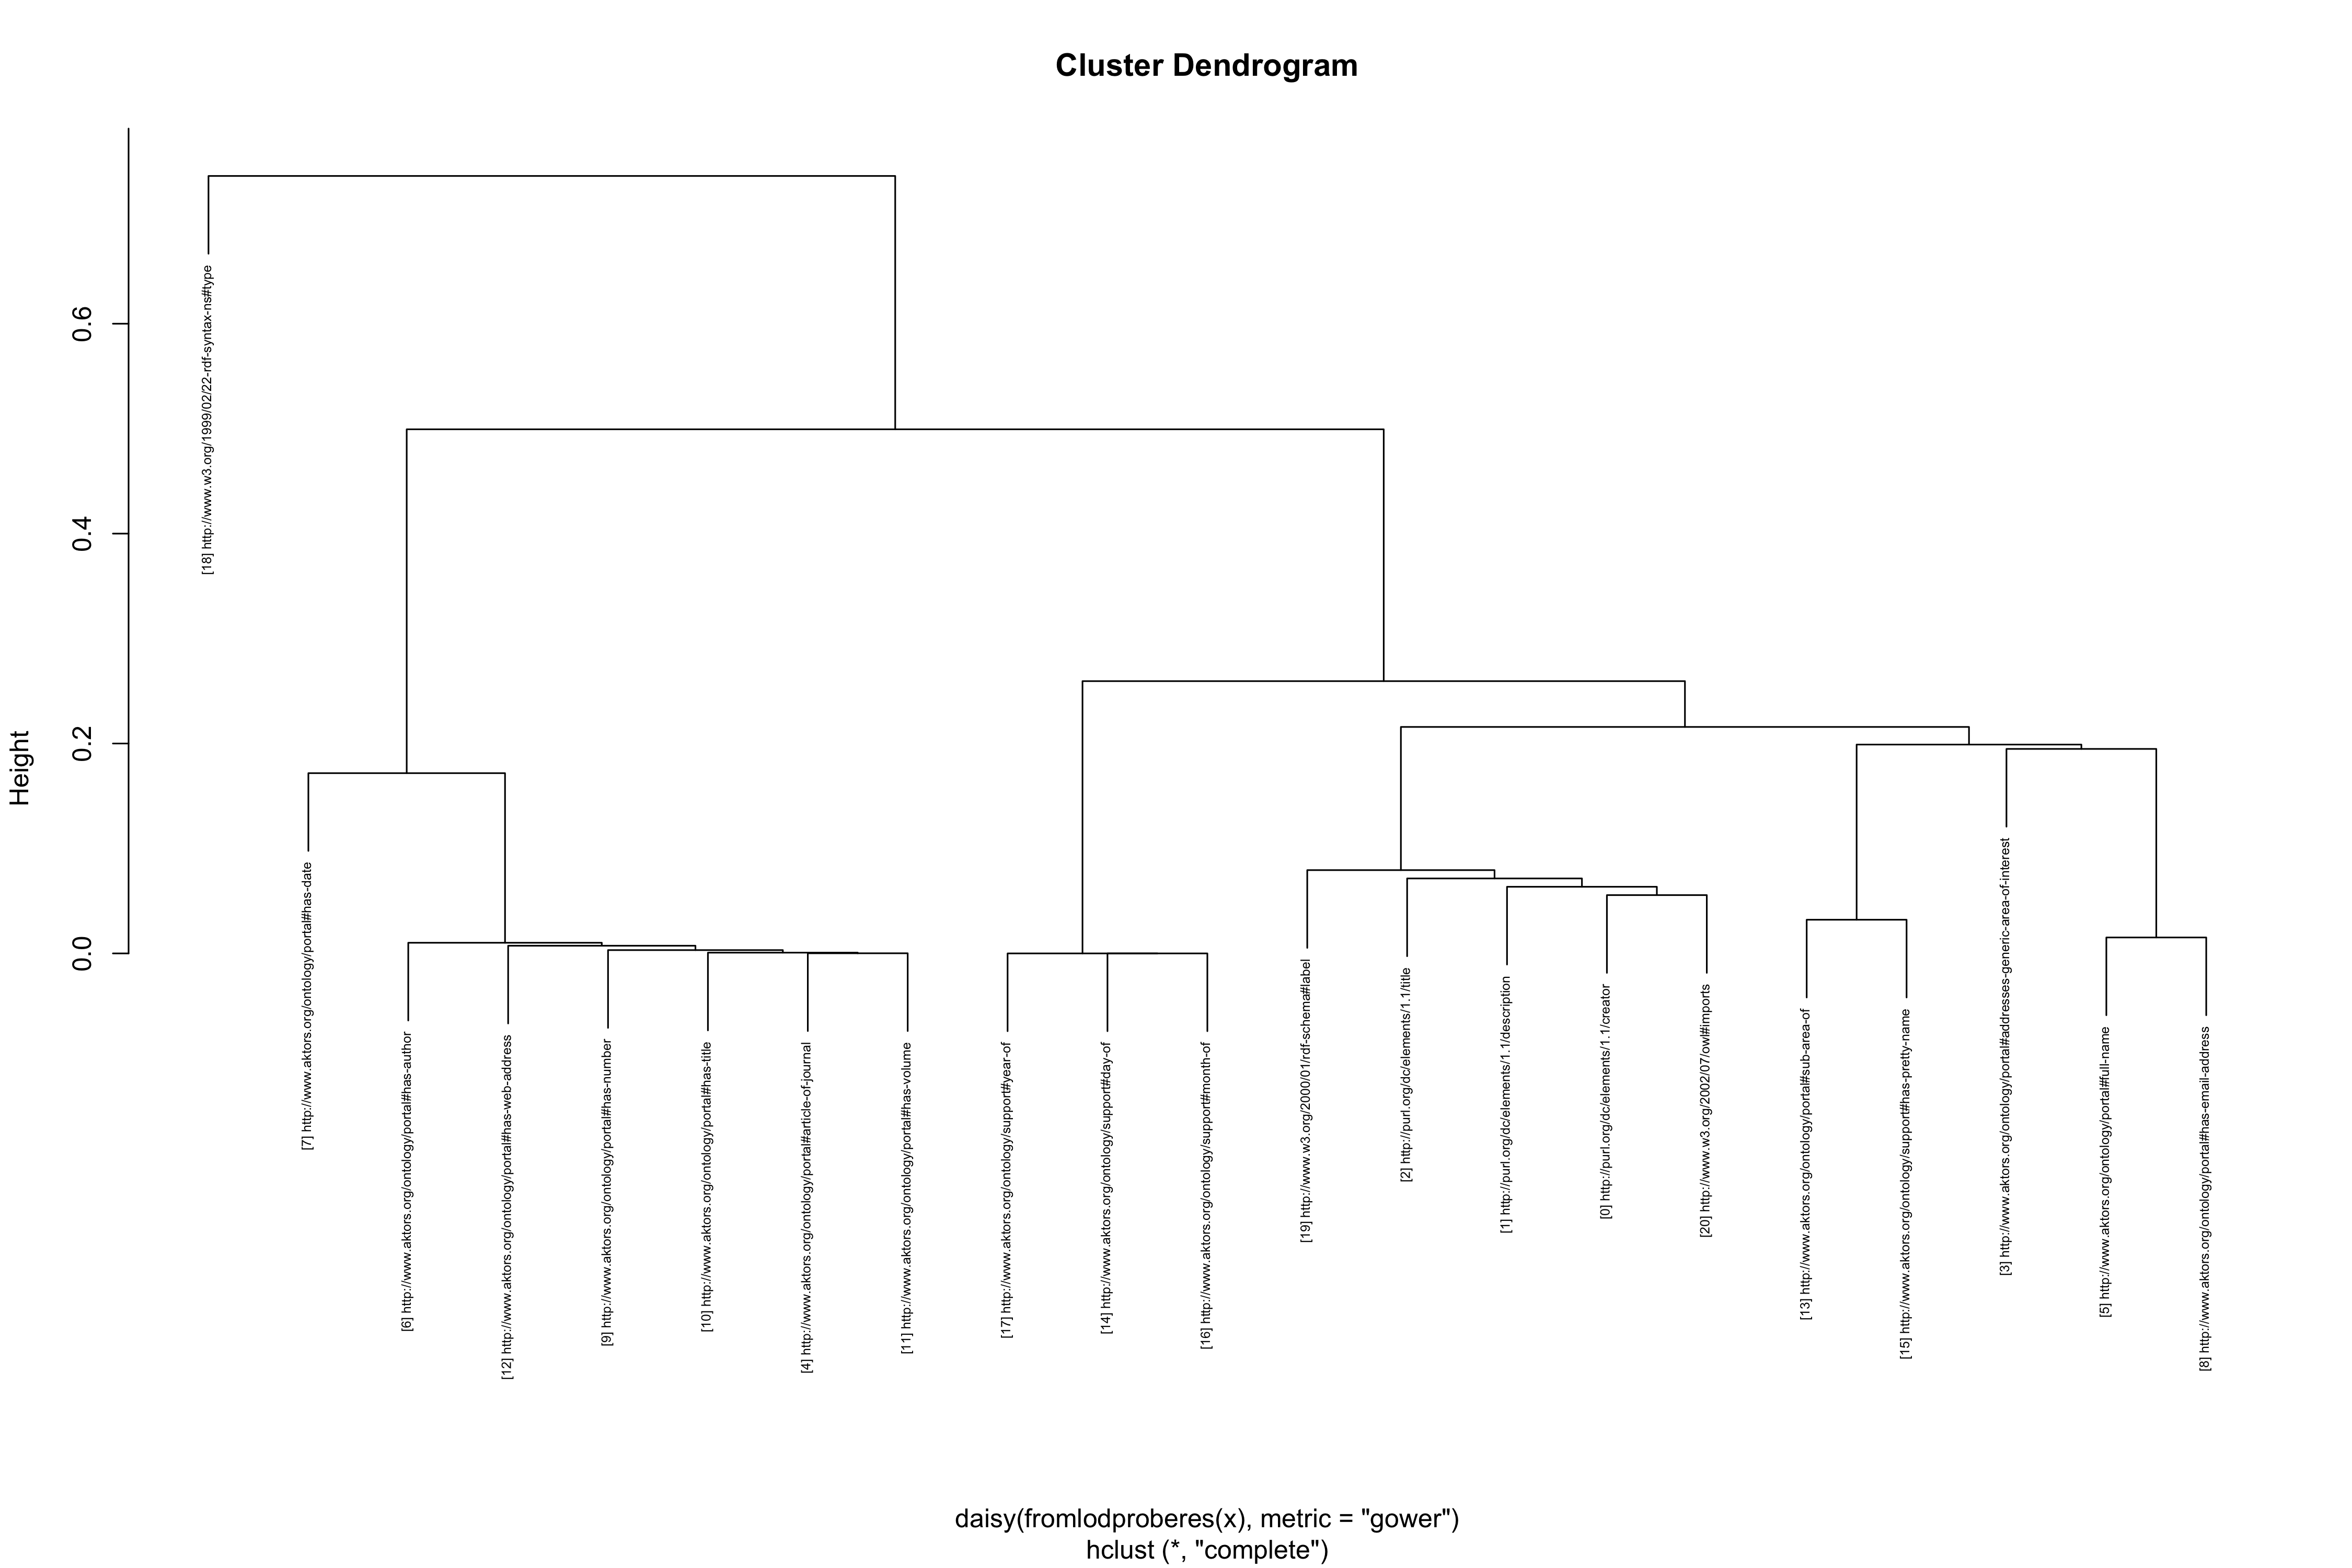 Cluster Dendrogram
Height
0.0
0.2
0.4
0.6
[18] http://www.w3.org/1999/02/22-rdf-syntax-ns#type
[7] http://www.aktors.org/ontology/portal#has-date
[6] http://www.aktors.org/ontology/portal#has-author
[12] http://www.aktors.org/ontology/portal#has-web-address
[9] http://www.aktors.org/ontology/portal#has-number
[10] http://www.aktors.org/ontology/portal#has-title
[4] http://www.aktors.org/ontology/portal#article-of-journal
[11] http://www.aktors.org/ontology/portal#has-volume
[17] http://www.aktors.org/ontology/support#year-of
[14] http://www.aktors.org/ontology/support#day-of
[16] http://www.aktors.org/ontology/support#month-of
[19] http://www.w3.org/2000/01/rdf-schema#label
[2] http://purl.org/dc/elements/1.1/title
[1] http://purl.org/dc/elements/1.1/description
[0] http://purl.org/dc/elements/1.1/creator
[20] http://www.w3.org/2002/07/owl#imports
[13] http://www.aktors.org/ontology/portal#sub-area-of
[15] http://www.aktors.org/ontology/support#has-pretty-name
[3] http://www.aktors.org/ontology/portal#addresses-generic-area-of-interest
[5] http://www.aktors.org/ontology/portal#full-name
[8] http://www.aktors.org/ontology/portal#has-email-address
daisy(fromlodproberes(x), metric = "gower")
hclust (*, "complete")